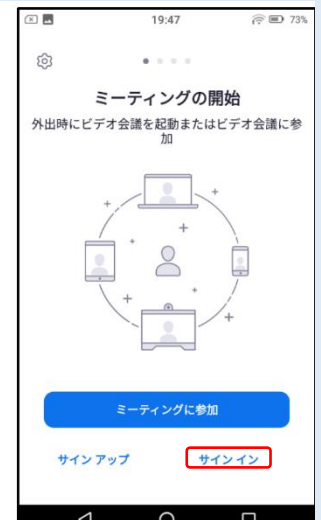 19:47
73%
ミーティングの開始
外出時にビデオ会議を起動またはビデオ会議に参
加
ミーティングに参加
サイン アップ
サイン イン